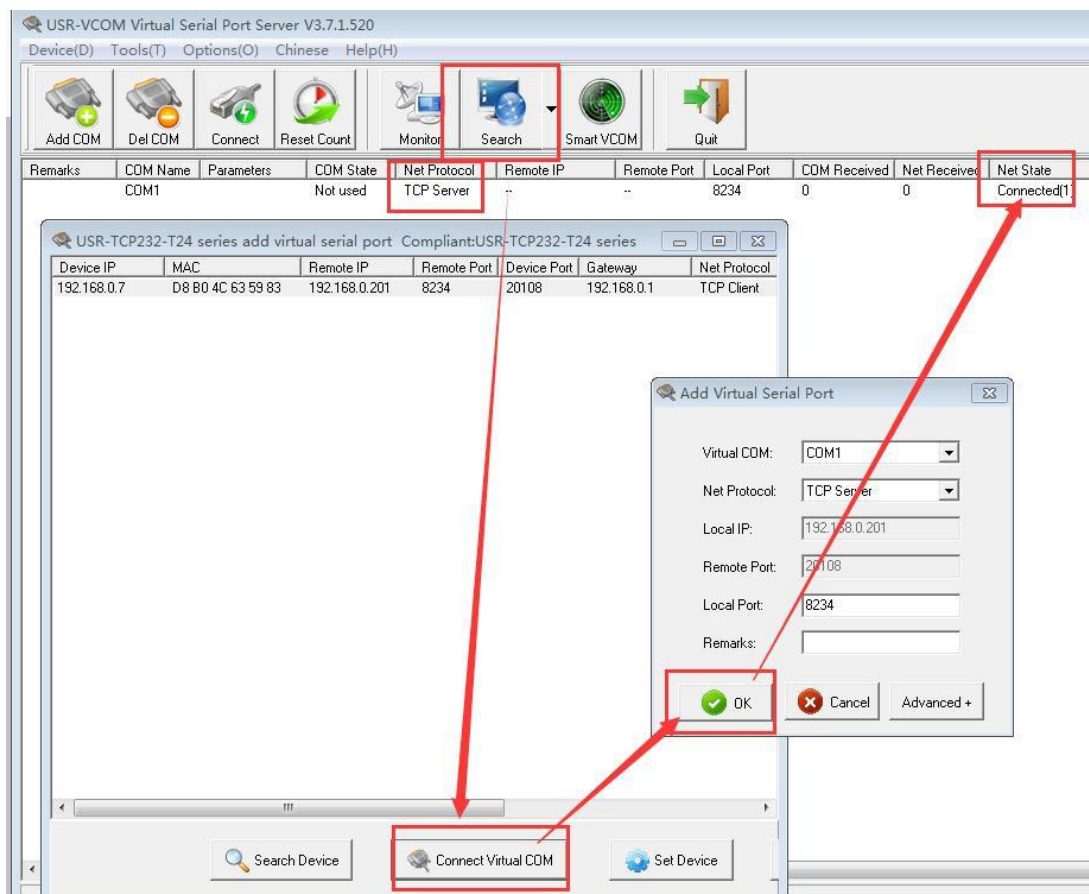 USR-VCOM Virtual Serial Port Server V3.7.1.520
Device(D) Tools(T) Options(O) Chinese Help(H)
Add COM Del COM Connect Reset Count Monitor Search Smart VCOM Quit
Remarks COM Name Parameters COM State Net Protocol Remote IP Remote Port Local Port COM Received Net Received Net State
COM1 Not used TCP Server -- -- 8234 0 0 Connected(1)
USR-TCP232-T24 series add virtual serial port Compliant:USR-TCP232-T24 series
Device IP MAC Remote IP Remote Port Device Port Gateway Net Protocol
192.168.0.7 D8 B0 4C 63 59 83 192.168.0.201 8234 20108 192.168.0.1 TCP Client
Add Virtual Serial Port
Virtual COM: COM1
Net Protocol: TCP Server
Local IP: 192.168.0.201
Remote Port: 20108
Local Port: 8234
Remarks:
OK Cancel Advanced +
Search Device Connect Virtual COM Set Device